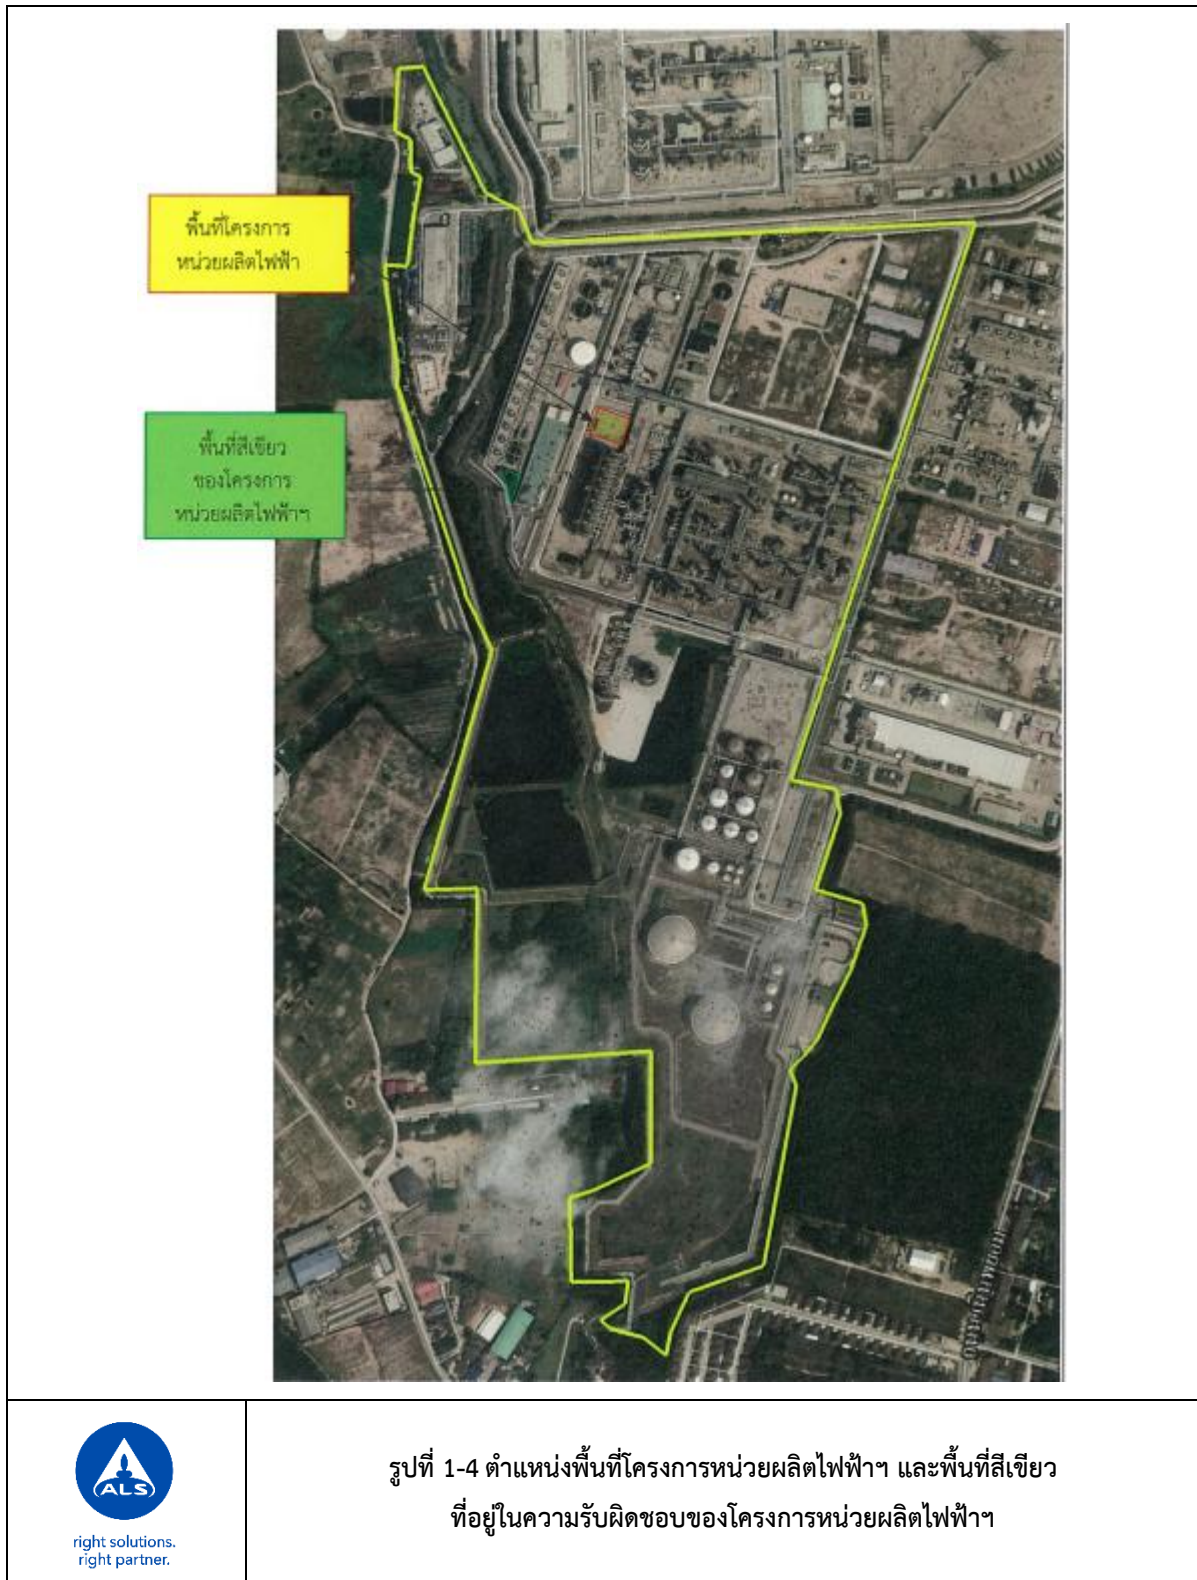 พื้นที่โครงการ
หน่วยผลิตไฟฟ้า
พื้นที่สีเขียว
ของโครงการ
หน่วยผลิตไฟฟ้าฯ
ALS
right solutions.
right partner.
รูปที่ 1-4 ตำแหน่งพื้นที่โครงการหน่วยผลิตไฟฟ้าฯ และพื้นที่สีเขียว
ที่อยู่ในความรับผิดชอบของโครงการหน่วยผลิตไฟฟ้าฯ